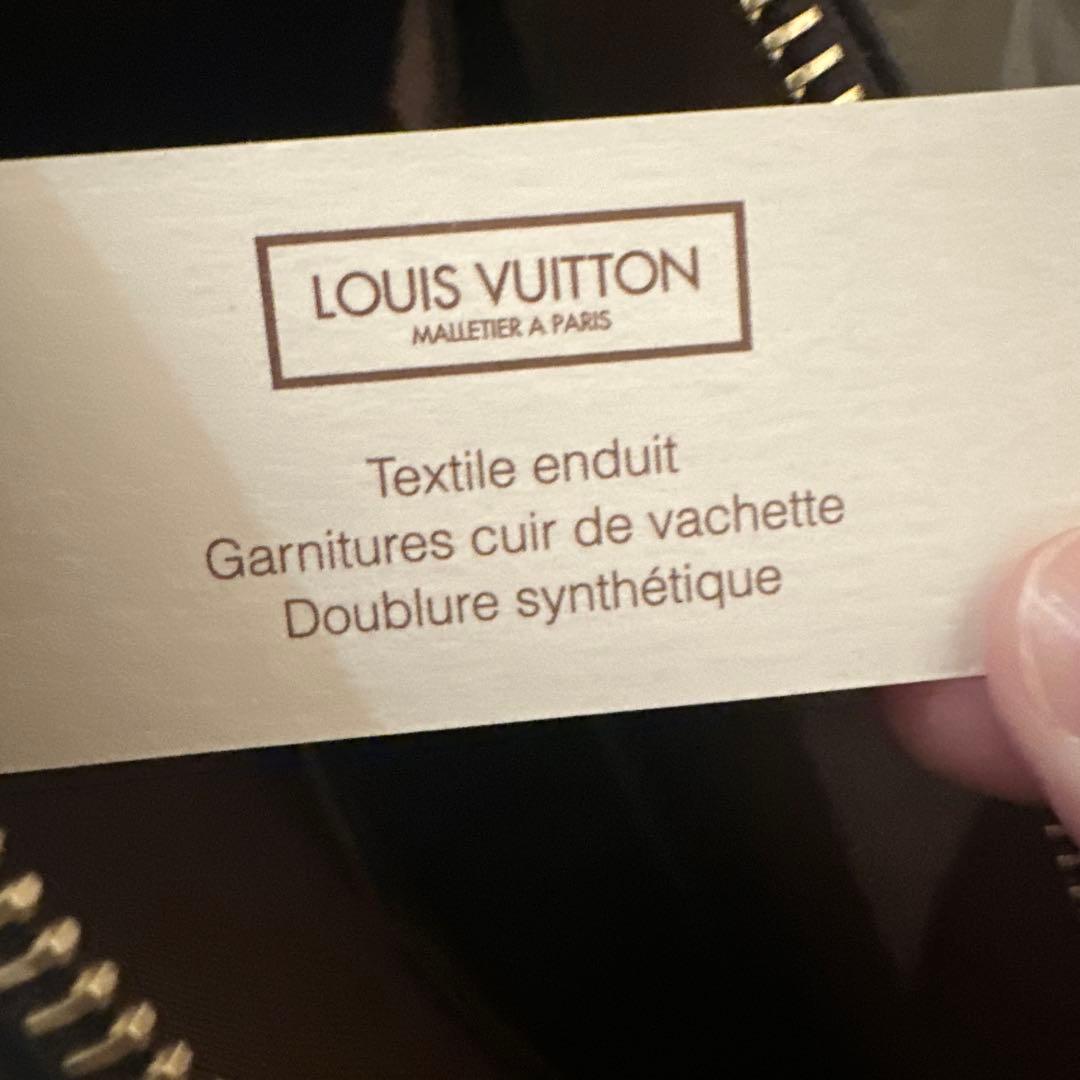 LOUIS VUITTON
MALLETIER A PARIS
Textile enduit
Garnitures cuir de vachette
Doublure synthétique